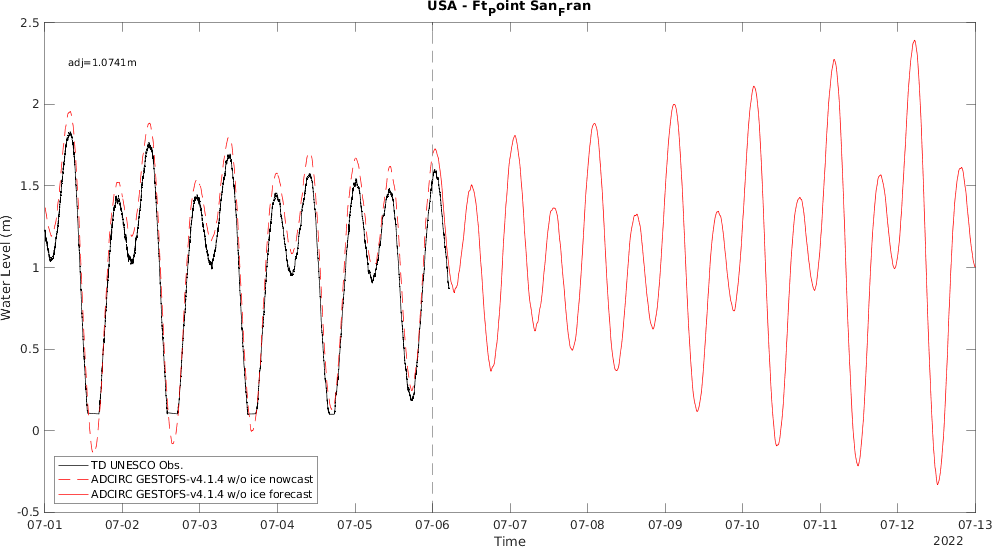 USA - FtPoint SanFran
2.5
adj=1.0741m
2
1.5
Water Level (m)
1
0.5
0
TD UNESCO Obs.
ADCIRC GESTOFS-v4.1.4 w/o ice nowcast
ADCIRC GESTOFS-v4.1.4 w/o ice forecast
-0.5
07-01 07-02 07-03 07-04 07-05 07-06 07-07 07-08 07-09 07-10 07-11 07-12 07-13
Time
2022